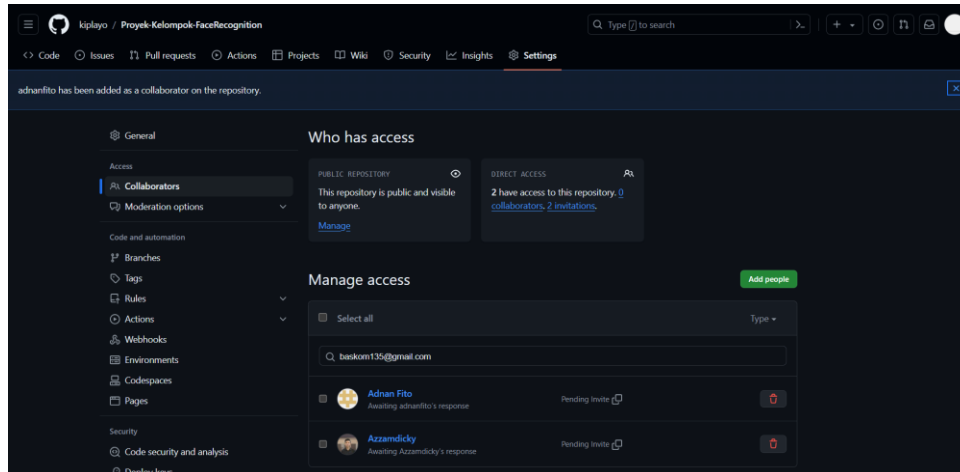 kiplayo / Proyek-Kelompok-FaceRecognition
Type / to search
Code Issues Pull requests Actions Projects Wiki Security Insights Settings
adnanfito has been added as a collaborator on the repository.
General
Access
Collaborators
Moderation options
Code and automation
Branches
Tags
Rules
Actions
Webhooks
Environments
Codespaces
Pages
Security
Code security and analysis
Deploy keys
Who has access
PUBLIC REPOSITORY
This repository is public and visible
to anyone.
Manage
DIRECT ACCESS
2 have access to this repository. 0
collaborators. 2 invitations.
Manage access
Add people
Select all
Type
baskom135@gmail.com
Adnan Fito
Awaiting adnanfito's response
Pending Invite
Azzamdicky
Awaiting Azzamdicky's response
Pending Invite